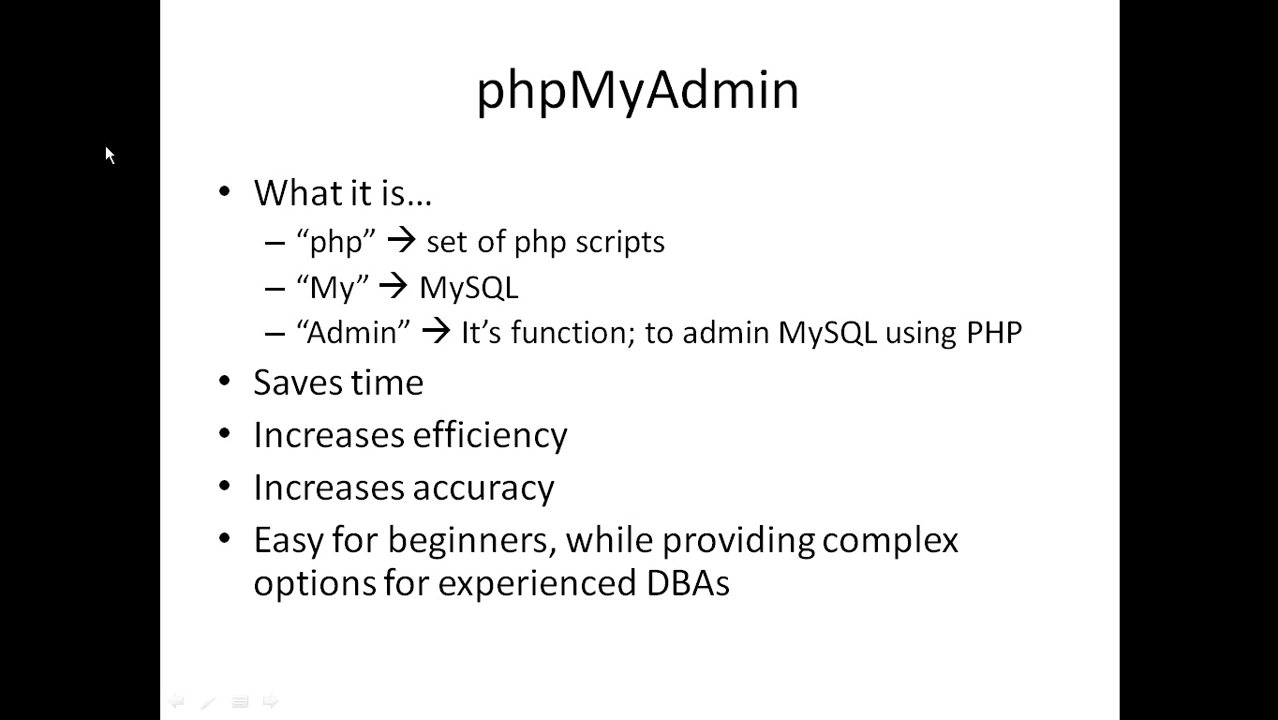 phpMyAdmin
• What it is…
– “php” → set of php scripts
– “My” → MySQL
– “Admin” → It’s function; to admin MySQL using PHP
• Saves time
• Increases efficiency
• Increases accuracy
• Easy for beginners, while providing complex
options for experienced DBAs